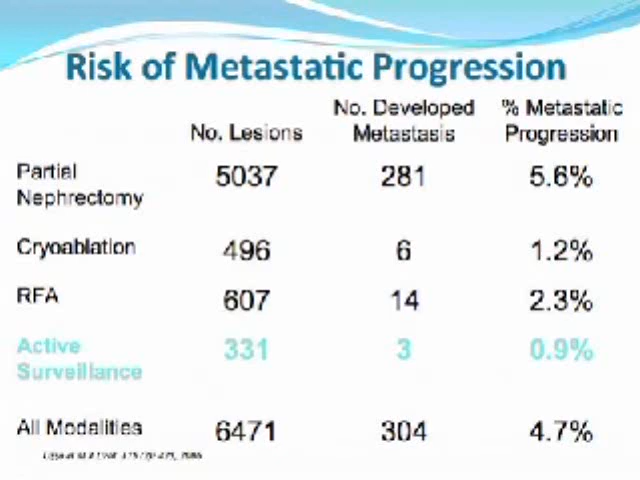 Risk of Metastatic Progression
No. Lesions No. Developed Metastasis % Metastatic Progression
Partial Nephrectomy 5037 281 5.6%
Cryoablation 496 6 1.2%
RFA 607 14 2.3%
Active Surveillance 331 3 0.9%
All Modalities 6471 304 4.7%